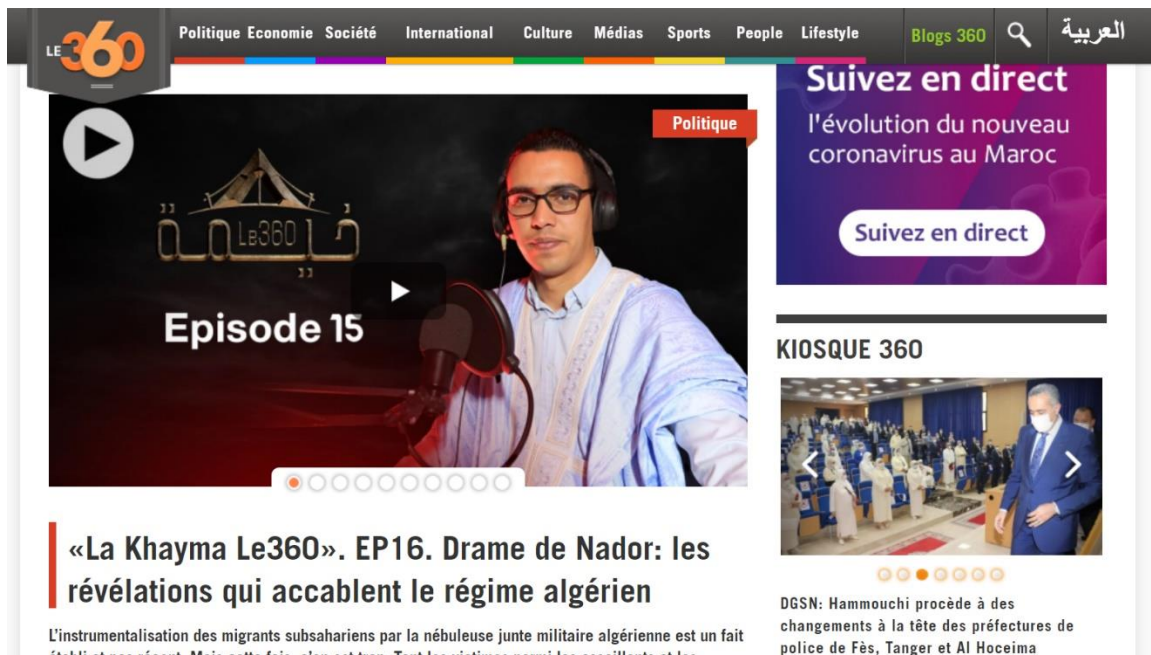 LE 360
Politique Economie Société International Culture Médias Sports People Lifestyle Blogs 360 العربية
Politique
خيمة
LE360
Episode 15
«La Khayma Le360». EP16. Drame de Nador: les
révélations qui accablent le régime algérien
L'instrumentalisation des migrants subsahariens par la nébuleuse junte militaire algérienne est un fait
Suivez en direct
l'évolution du nouveau
coronavirus au Maroc
Suivez en direct
KIOSQUE 360
DGSN: Hammouchi procède à des
changements à la tête des préfectures de
police de Fès, Tanger et Al Hoceima